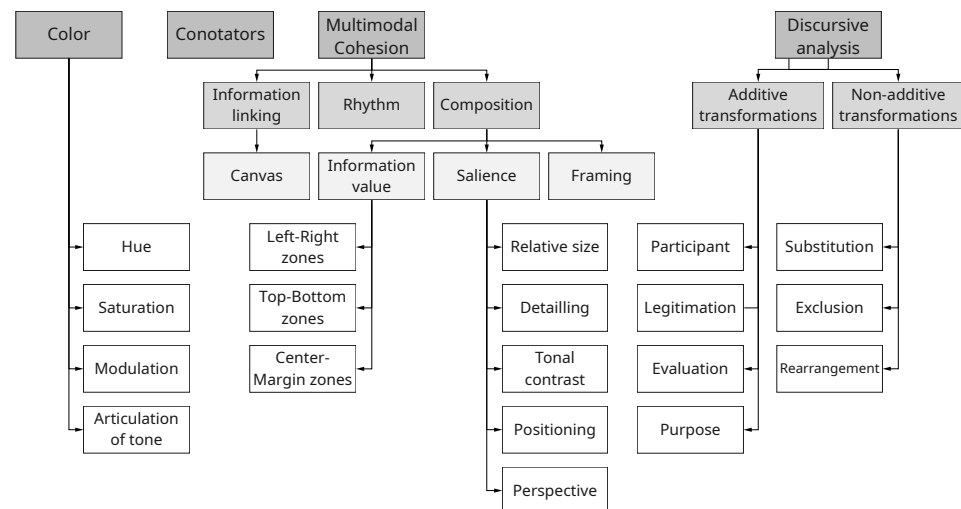 Color
Conotators
Multimodal
Cohesion
Discursive
analysis
Information
linking
Rhythm
Composition
Additive
transformations
Non-additive
transformations
Canvas
Information
value
Salience
Framing
Hue
Left-Right
zones
Relative size
Participant
Substitution
Saturation
Top-Bottom
zones
Detailling
Legitimation
Exclusion
Modulation
Center-
Margin zones
Tonal
contrast
Evaluation
Rearrangement
Articulation
of tone
Positioning
Purpose
Perspective